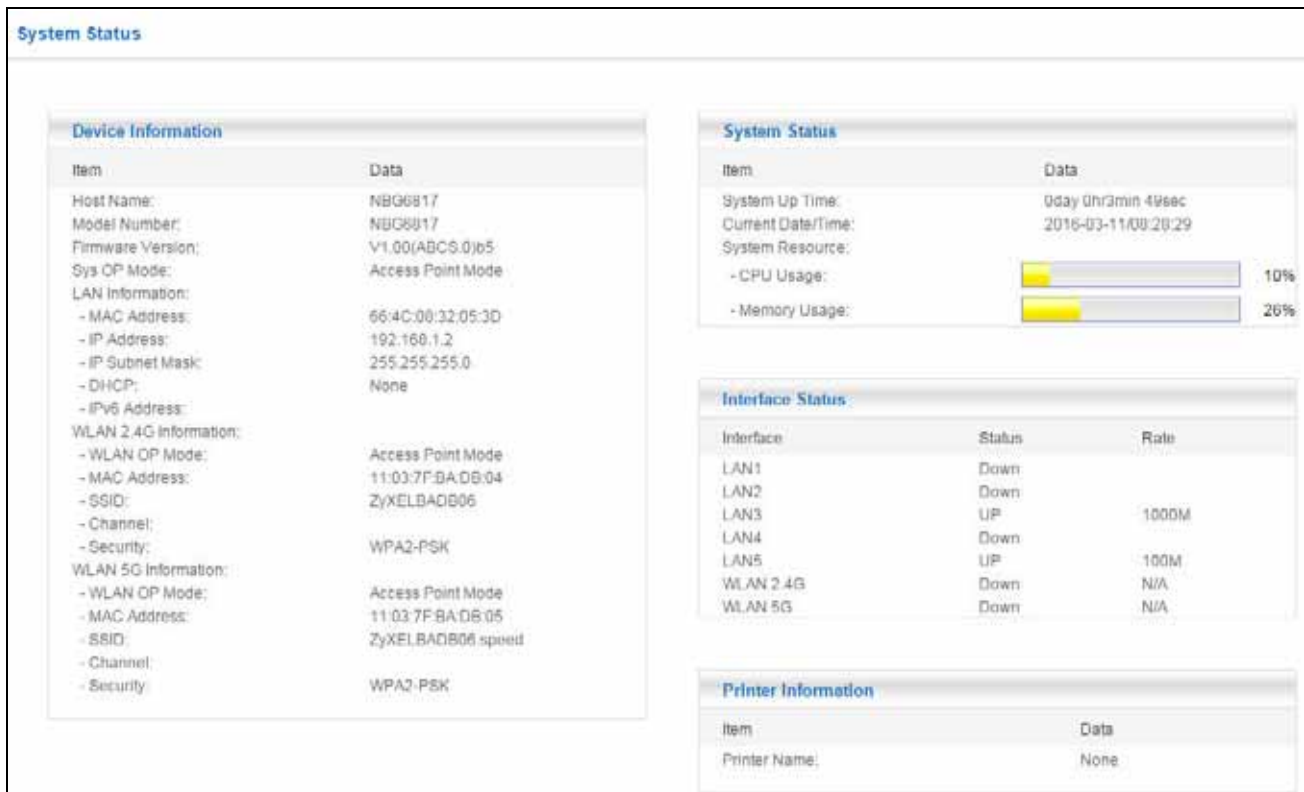 System Status
Device Information
Item Data
Host Name: NBG6817
Model Number: NBG6817
Firmware Version: V1.00(ABCS.0)b5
Sys OP Mode: Access Point Mode
LAN Information:
- MAC Address: 66:4C:00:32:05:3D
- IP Address: 192.168.1.2
- IP Subnet Mask: 255.255.255.0
- DHCP: None
- IPv6 Address:
WLAN 2.4G Information:
- WLAN OP Mode: Access Point Mode
- MAC Address: 11:03:7F:BA:DB:04
- SSID: ZyXELBADB06
- Channel:
- Security: WPA2-PSK
WLAN 5G Information:
- WLAN OP Mode: Access Point Mode
- MAC Address: 11:03:7F:BA:DB:05
- SSID: ZyXELBADB06.speed
- Channel:
- Security: WPA2-PSK
System Status
Item Data
System Up Time: 0day 0hr/3min 49sec
Current Date/Time: 2016-03-11/08:28:29
System Resource:
- CPU Usage: 10%
- Memory Usage: 26%
Interface Status
Interface Status Rate
LAN1 Down
LAN2 Down
LAN3 UP 1000M
LAN4 Down
LAN5 UP 100M
WLAN 2.4G Down N/A
WLAN 5G Down N/A
Printer Information
Item Data
Printer Name: None